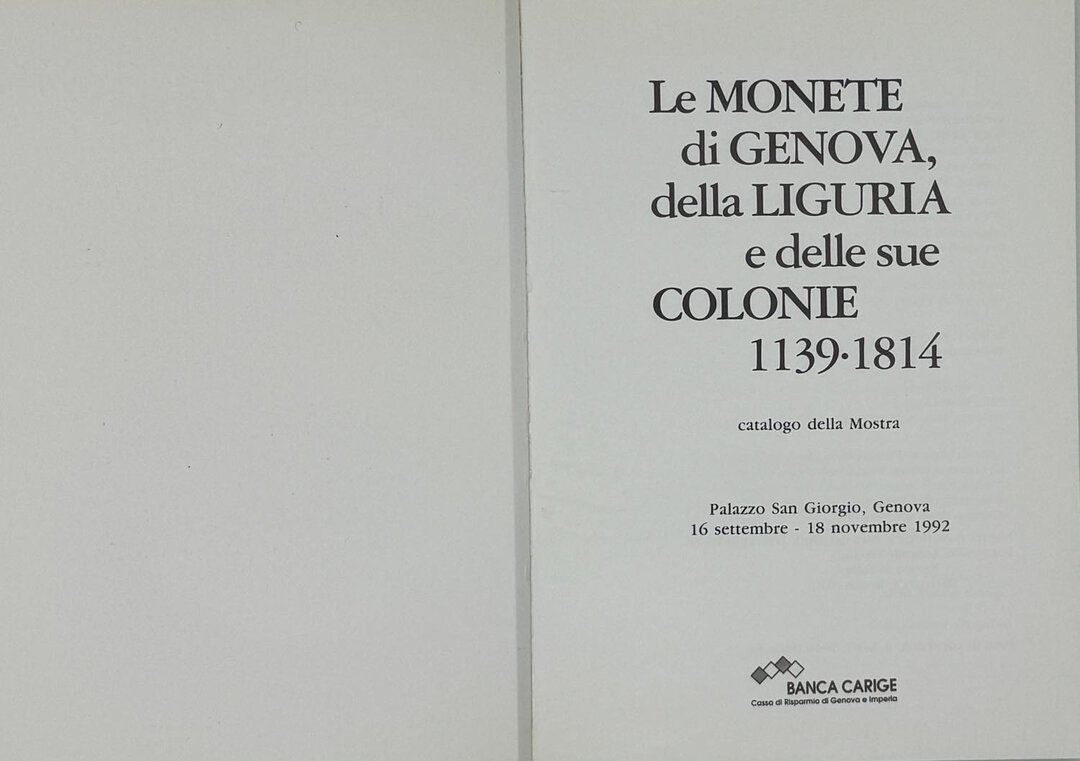 Le MONETE
di GENOVA,
della LIGURIA
e delle sue
COLONIE
1139·1814
catalogo della Mostra
Palazzo San Giorgio, Genova
16 settembre - 18 novembre 1992
BANCA CARIGE
Cassa di Risparmio di Genova e Imperia